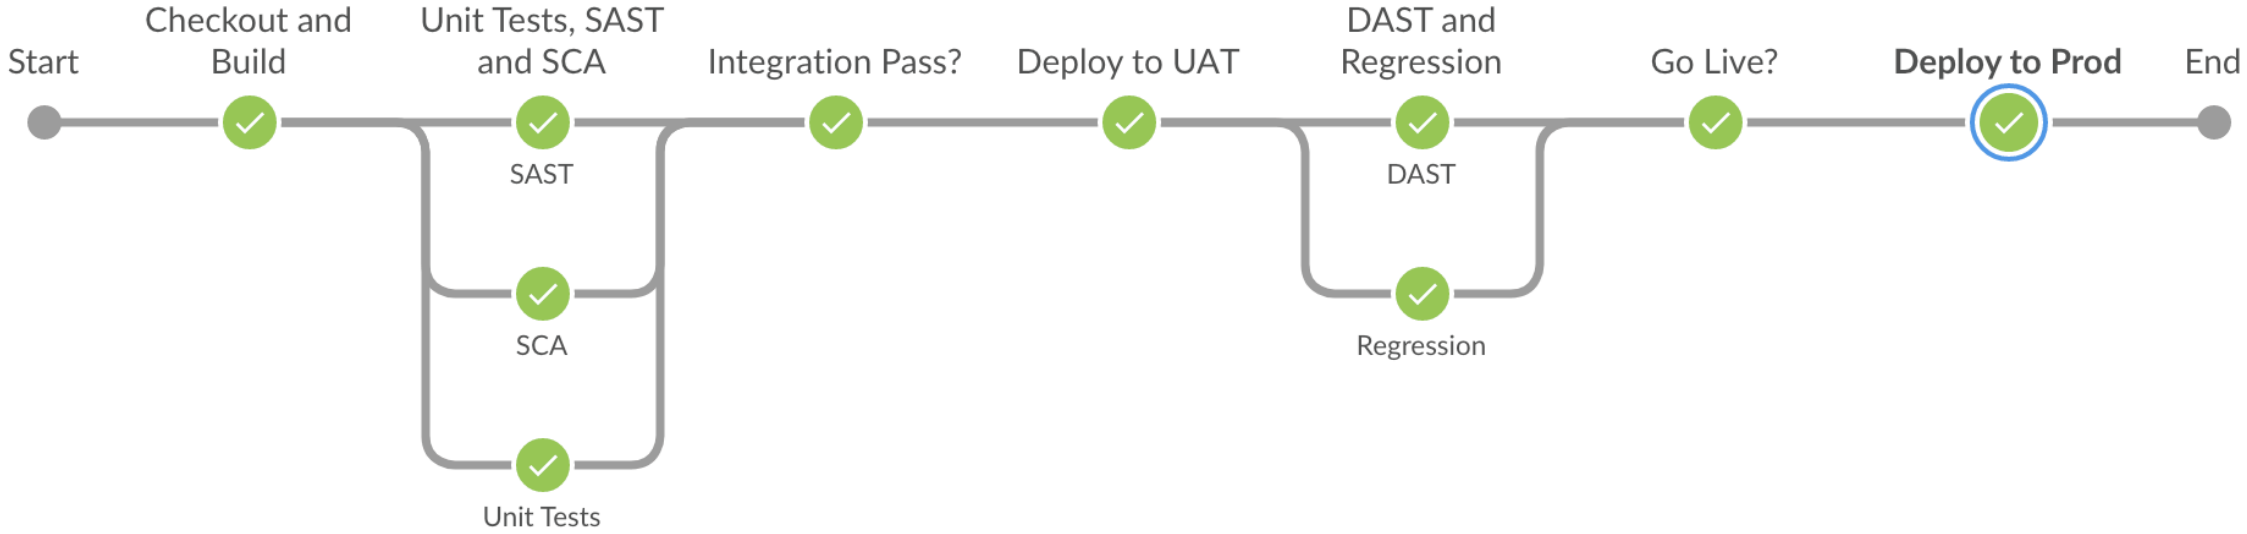 Start
Checkout and
Build
Unit Tests, SAST
and SCA
Integration Pass?
Deploy to UAT
DAST and
Regression
Go Live?
Deploy to Prod
End
SAST
DAST
SCA
Regression
Unit Tests